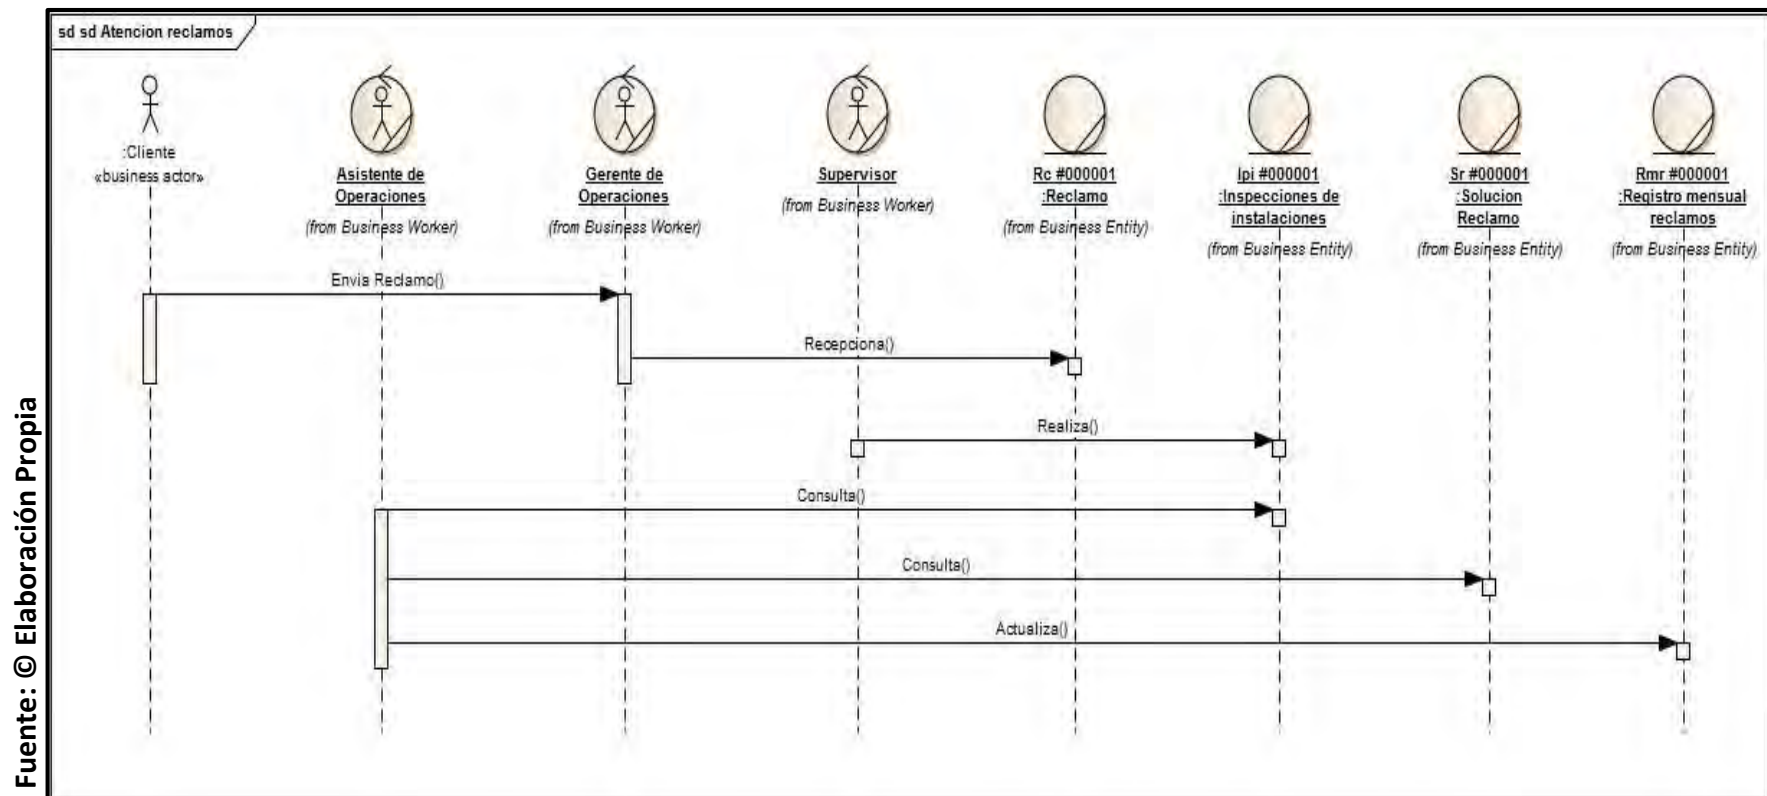 sd sd Atencion reclamos
:Cliente
«business actor»
Asistente de
Operaciones
(from Business Worker)
Gerente de
Operaciones
(from Business Worker)
Supervisor
(from Business Worker)
Rc #000001
:Reclamo
(from Business Entity)
Ipi #000001
:Inspecciones de
instalaciones
(from Business Entity)
Sr #000001
:Solucion
Reclamo
(from Business Entity)
Rmr #000001
:Registro mensual
reclamos
(from Business Entity)
Envia Reclamo()
Recepciona()
Realiza()
Consulta()
Consulta()
Actualiza()
Fuente: © Elaboración Propia